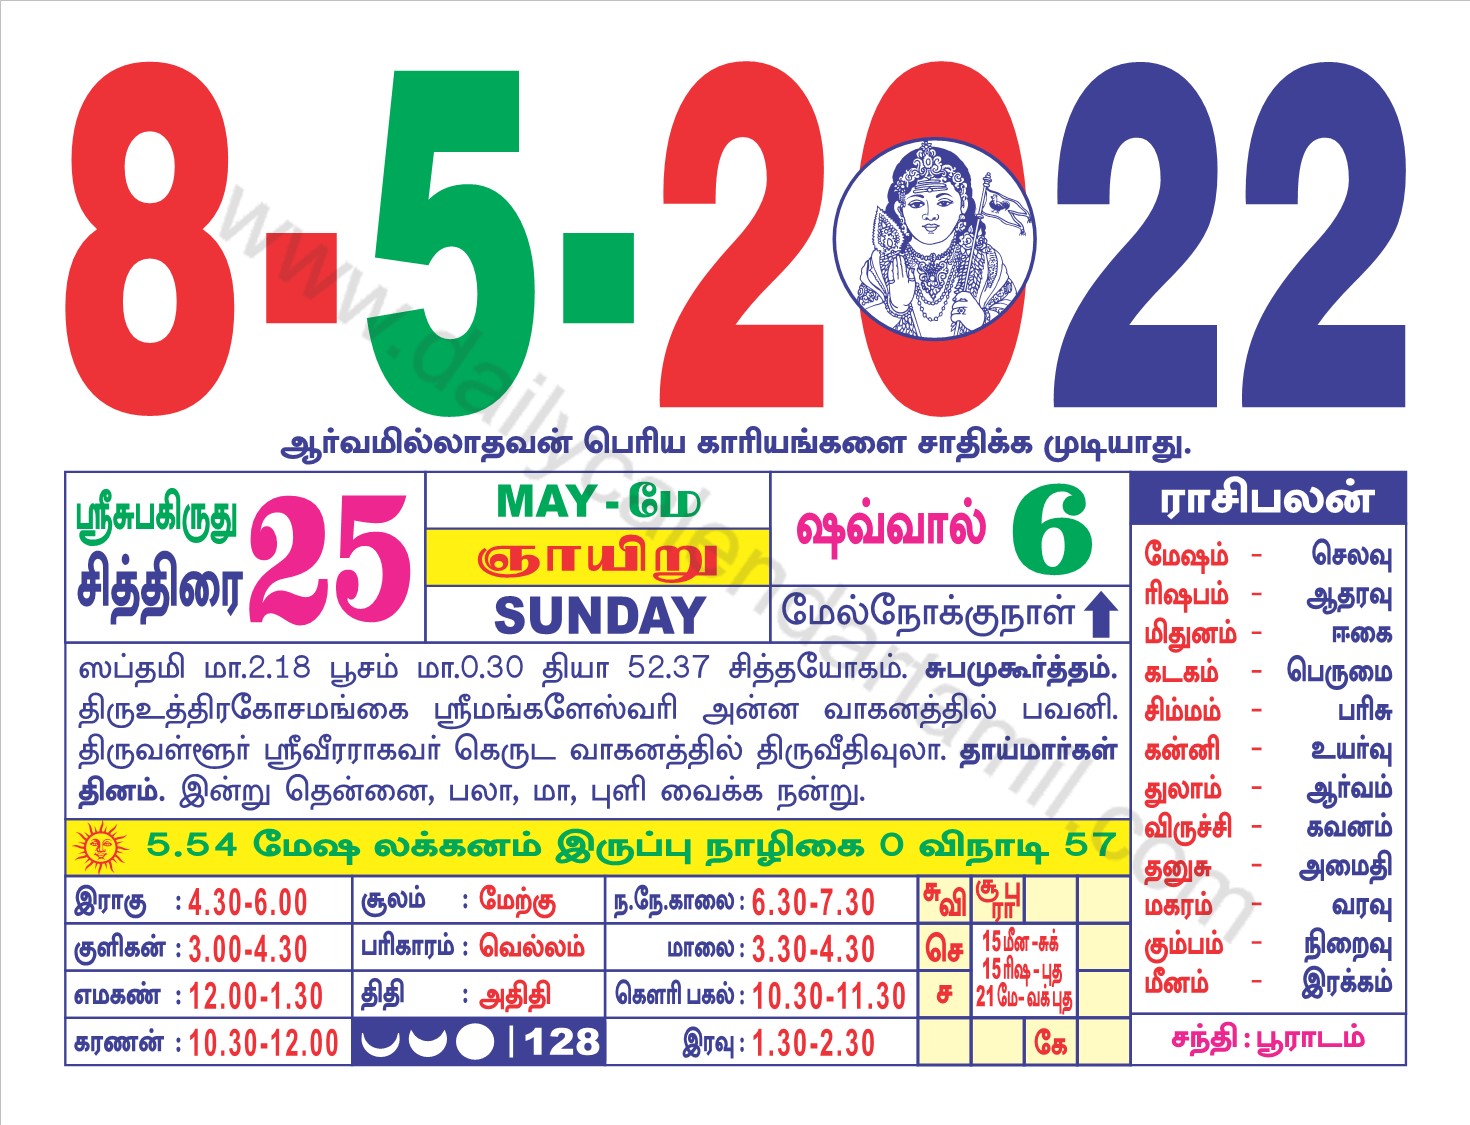 8-5-2022
ஆர்வமில்லாதவன் பெரிய காரியங்களை சாதிக்க முடியாது.
ஸ்ரீசுபகிருது
சித்திரை 25
MAY - மே
ஞாயிறு
SUNDAY
ஷவ்வால் 6
மேல்நோக்குநாள்
ஸப்தமி மா.2.18 பூசம் மா.0.30 தியா 52.37 சித்தயோகம். சுபமுகூர்த்தம்.
திருஉத்திரகோசமங்கை ஸ்ரீமங்களேஸ்வரி அன்ன வாகனத்தில் பவனி.
திருவள்ளூர் ஸ்ரீவீரராகவர் கெருட வாகனத்தில் திருவீதிவுலா. தாய்மார்கள்
தினம். இன்று தென்னை, பலா, மா, புளி வைக்க நன்று.
5.54 மேஷ லக்கனம் இருப்பு நாழிகை 0 விநாடி 57
இராகு : 4.30-6.00
குளிகன் : 3.00-4.30
எமகண் : 12.00-1.30
கரணன் : 10.30-12.00
சூலம் : மேற்கு
பரிகாரம் : வெல்லம்
திதி : அதிதி
128
ந.நே.காலை : 6.30-7.30
மாலை : 3.30-4.30
கௌரி பகல் : 10.30-11.30
இரவு : 1.30-2.30
சு வி
சூ பு ரா
செ
ச
15 மீன -சுக்
15 ரிஷ - புத
21 மே- வக் புத
கே
ராசிபலன்
மேஷம் - செலவு
ரிஷபம் - ஆதரவு
மிதுனம் - ஈகை
கடகம் - பெருமை
சிம்மம் - பரிசு
கன்னி - உயர்வு
துலாம் - ஆர்வம்
விருச்சி - கவனம்
தனுசு - அமைதி
மகரம் - வரவு
கும்பம் - நிறைவு
மீனம் - இரக்கம்
சந்தி : பூராடம்
www.dailycalendartamil.com